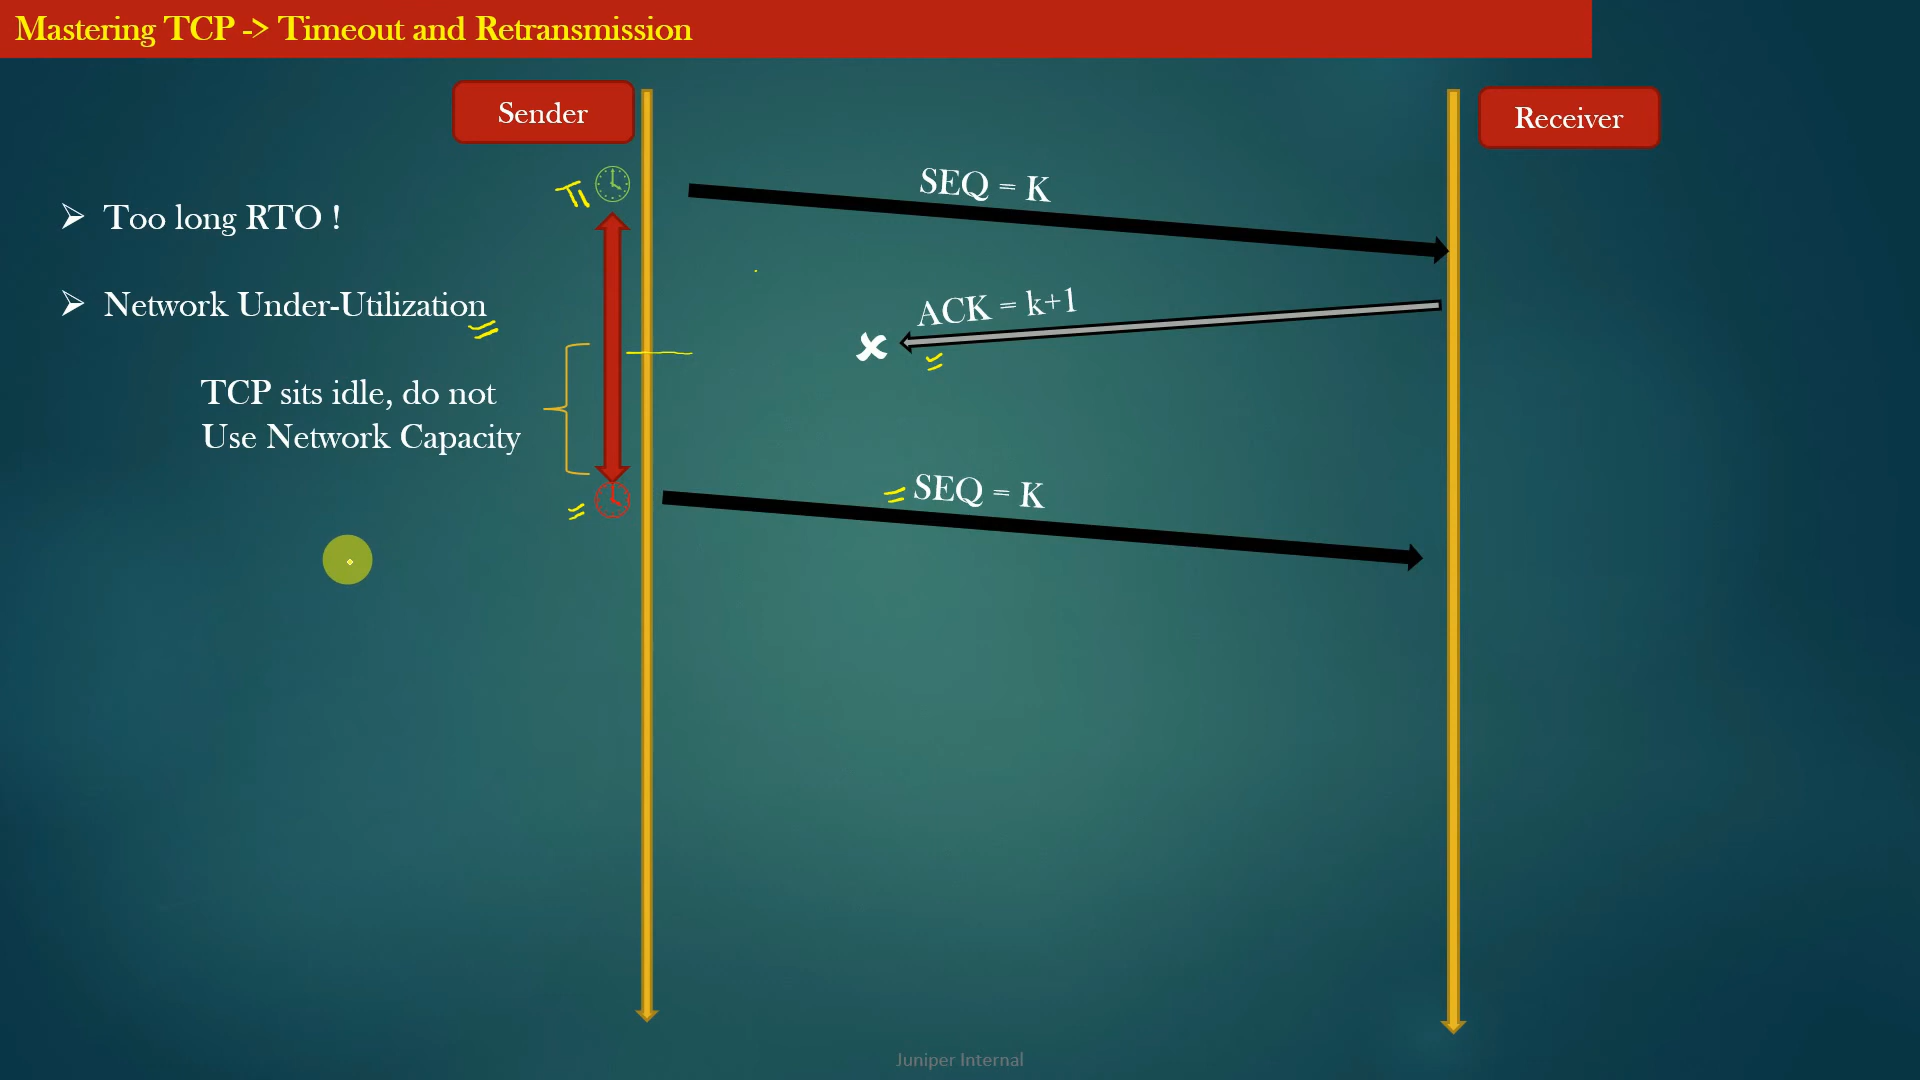 Mastering TCP -> Timeout and Retransmission
Sender
Receiver
SEQ = K
Too long RTO !
ACK = k+1
Network Under-Utilization
TCP sits idle, do not
Use Network Capacity
SEQ = K
Juniper Internal